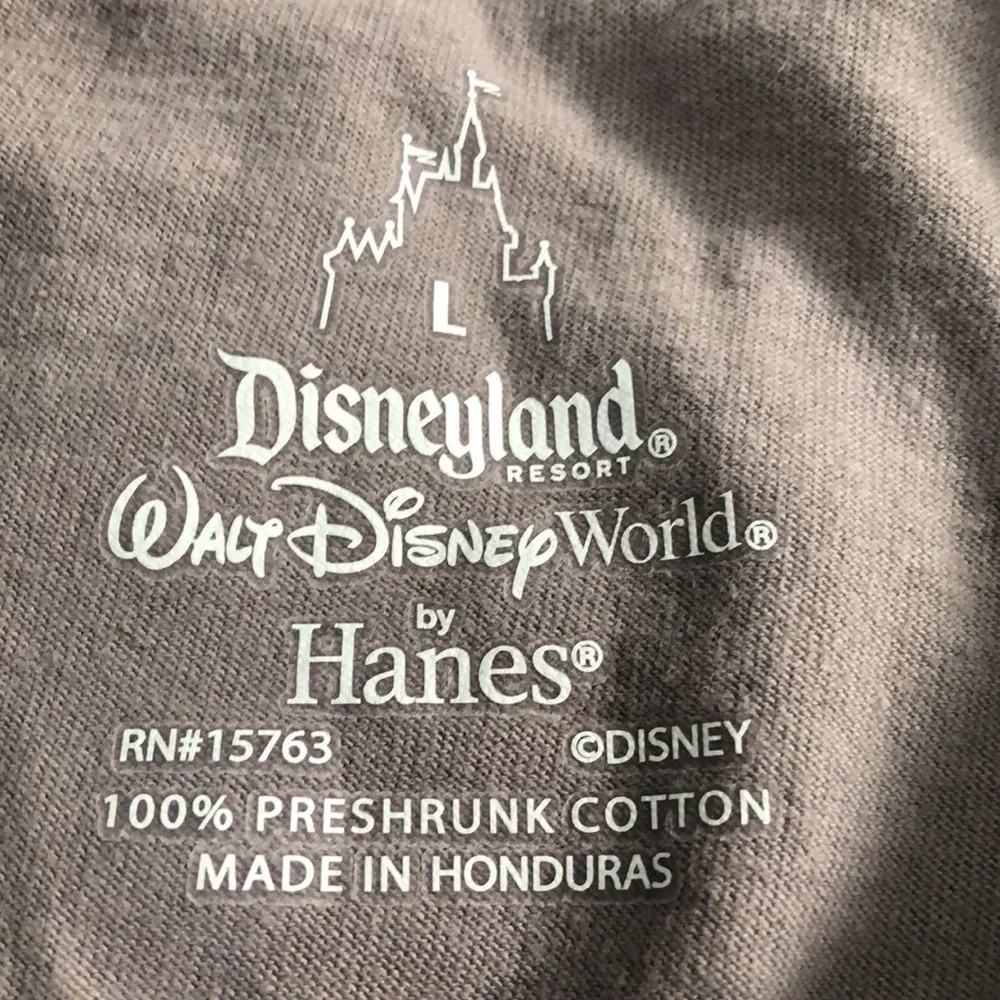 L
Disneyland®
RESORT
WALT DISNEY World®
by
Hanes®
RN#15763 ©DISNEY
100% PRESHRUNK COTTON
MADE IN HONDURAS